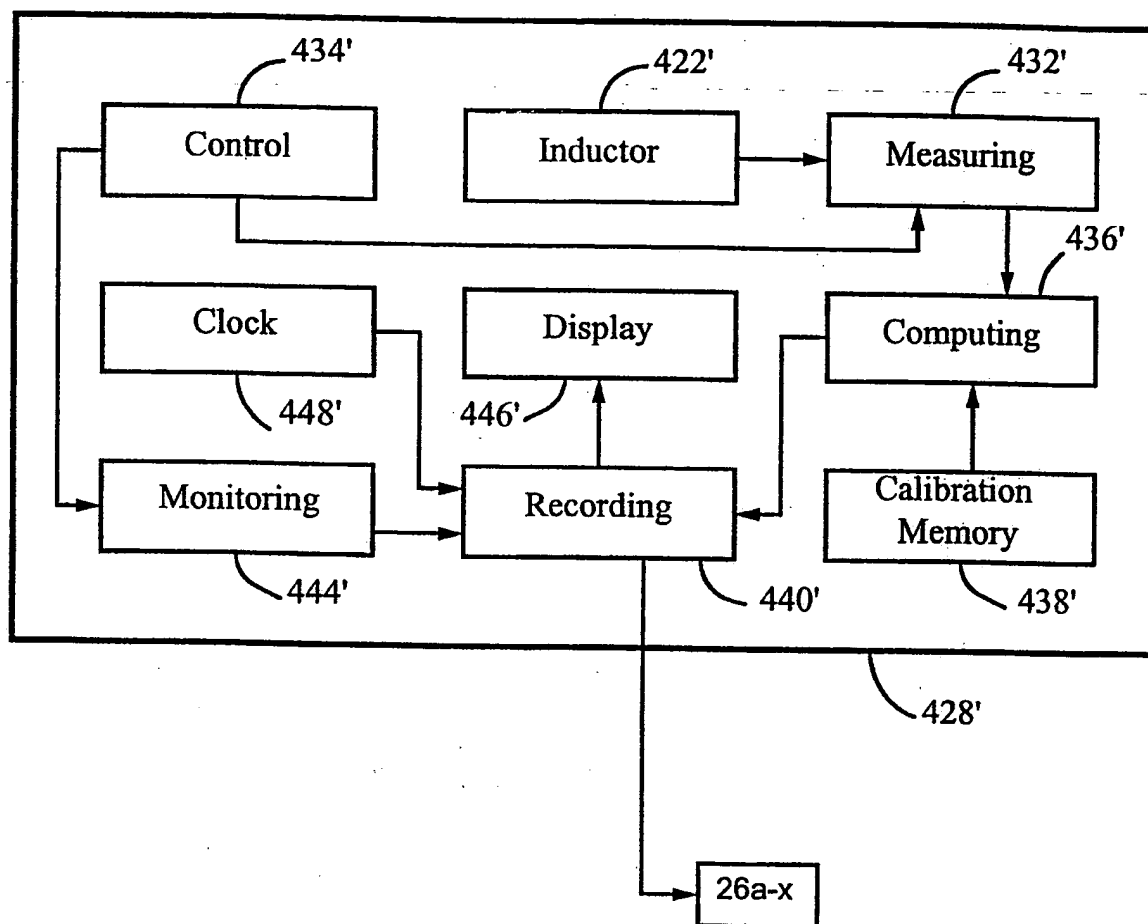 434'
422'
432'
Control
Inductor
Measuring
436'
Clock
Display
Computing
448'
446'
Monitoring
Recording
Calibration
Memory
444'
440'
438'
428'
26a-x